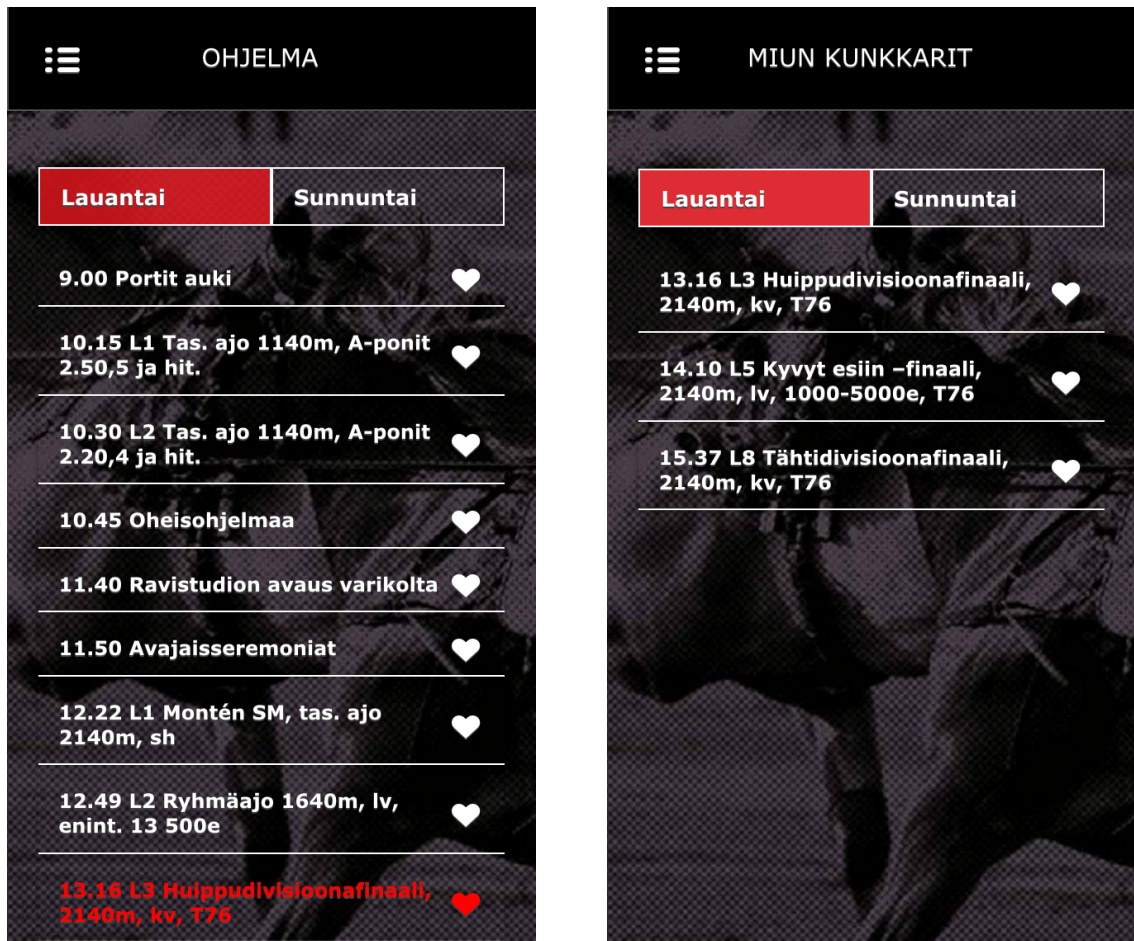 OHJELMA
Lauantai
Sunnuntai
9.00 Portit auki
10.15 L1 Tas. ajo 1140m, A-ponit
2.50,5 ja hit.
10.30 L2 Tas. ajo 1140m, A-ponit
2.20,4 ja hit.
10.45 Oheisohjelmaa
11.40 Ravistudion avaus varikolta
11.50 Avajaisseremoniat
12.22 L1 Montén SM, tas. ajo
2140m, sh
12.49 L2 Ryhmäajo 1640m, lv,
enint. 13 500e
13.16 L3 Huippudivisioonafinaali,
2140m, kv, T76
MIUN KUNKKARIT
Lauantai
Sunnuntai
13.16 L3 Huippudivisioonafinaali,
2140m, kv, T76
14.10 L5 Kyvyt esiin –finaali,
2140m, lv, 1000-5000e, T76
15.37 L8 Tähtidivisioonafinaali,
2140m, kv, T76